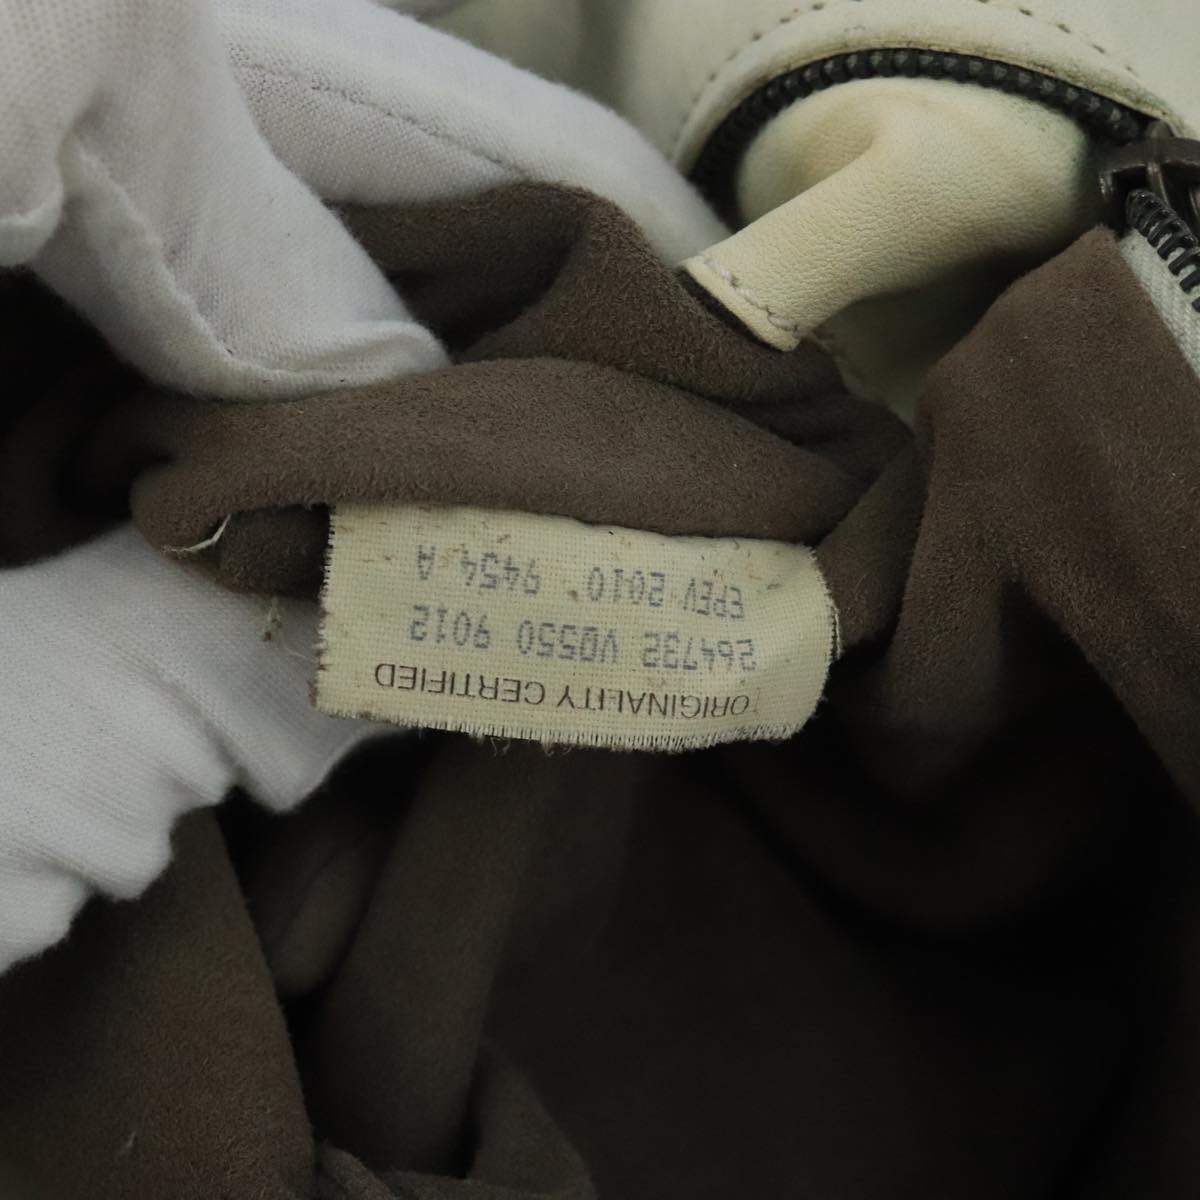 ORIGINALITY CERTIFIED
264732 V0550 9012
EPEV 2010 9454 A